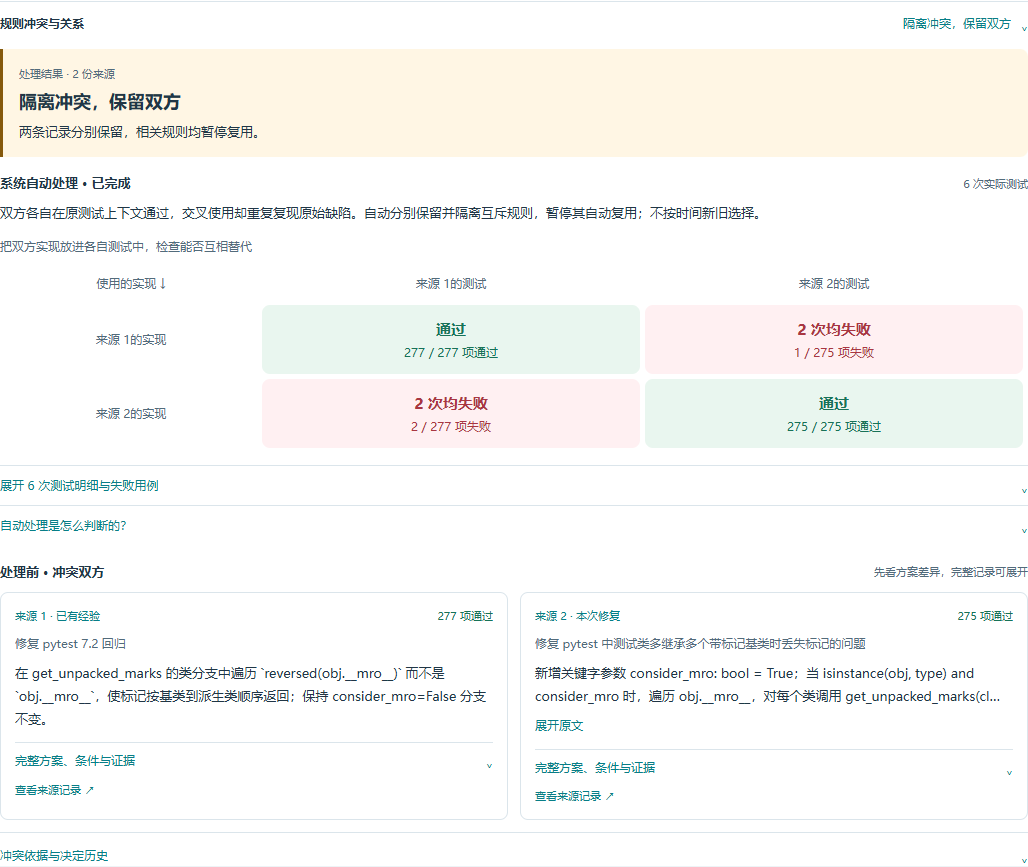 规则冲突与关系
隔离冲突，保留双方
处理结果 · 2 份来源
隔离冲突，保留双方
两条记录分别保留，相关规则均暂停复用。
系统自动处理 • 已完成
6 次实际测试
双方各自在原测试上下文通过，交叉使用却重复复现原始缺陷。自动分别保留并隔离互斥规则，暂停其自动复用；不按时间新旧选择。
把双方实现放进各自测试中，检查能否互相替代
使用的实现 ↓
来源 1的测试
来源 2的测试
来源 1的实现
通过
277 / 277 项通过
2 次均失败
1 / 275 项失败
来源 2的实现
2 次均失败
2 / 277 项失败
通过
275 / 275 项通过
展开 6 次测试明细与失败用例
自动处理是怎么判断的？
处理前 • 冲突双方
先看方案差异，完整记录可展开
来源 1 · 已有经验
277 项通过
修复 pytest 7.2 回归
在 get_unpacked_marks 的类分支中遍历 `reversed(obj.__mro__)` 而不是
`obj.__mro__`，使标记按基类到派生类顺序返回；保持 consider_mro=False 分支
不变。
完整方案、条件与证据
查看来源记录 ↗
来源 2 · 本次修复
275 项通过
修复 pytest 中测试类多继承多个带标记基类时丢失标记的问题
新增关键字参数 consider_mro: bool = True；当 isinstance(obj, type) and
consider_mro 时，遍历 obj.__mro__，对每个类调用 get_unpacked_marks(cl...
展开原文
完整方案、条件与证据
查看来源记录 ↗
冲突依据与决定历史